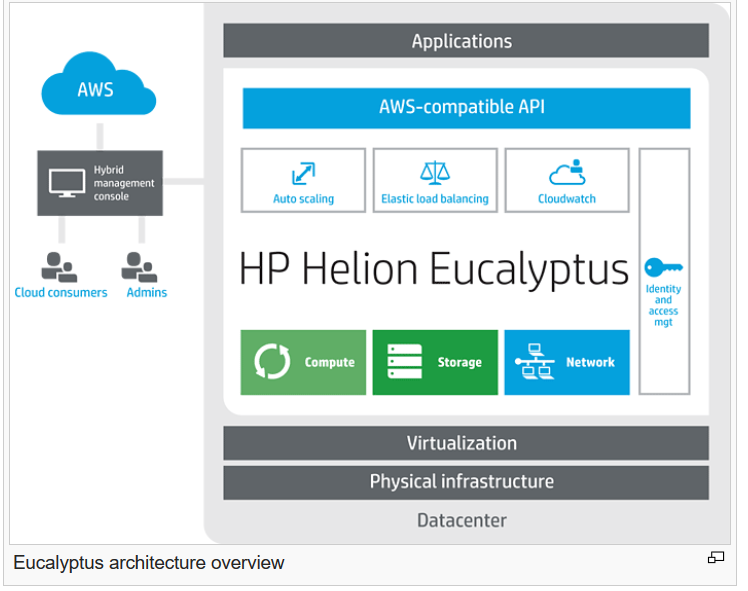 Applications
AWS
AWS-compatible API
Hybrid
management
console
Auto scaling
Elastic load balancing
Cloudwatch
HP Helion Eucalyptus
Identity
and
access
mgt
Cloud consumers
Admins
Compute
Storage
Network
Virtualization
Physical infrastructure
Datacenter
Eucalyptus architecture overview